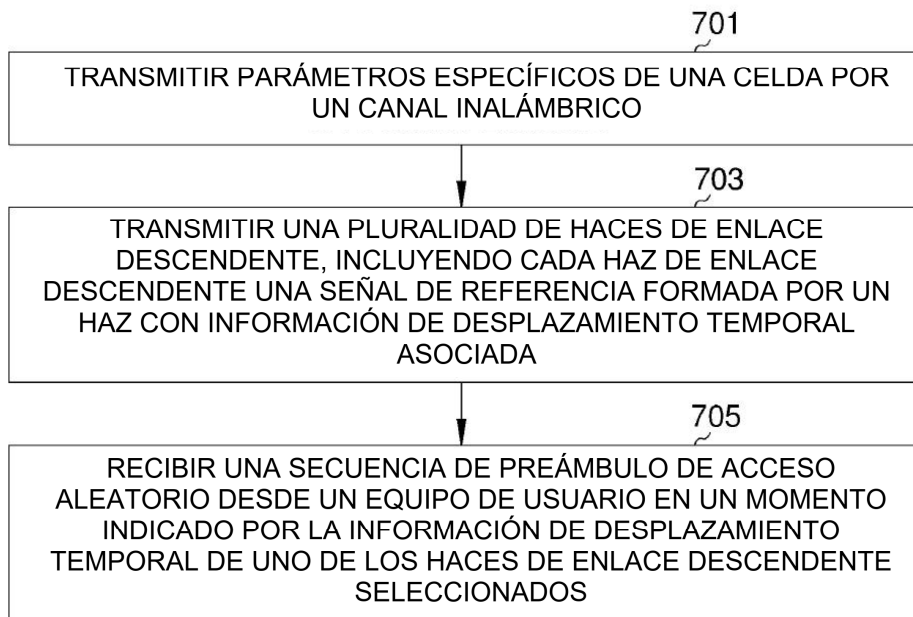 701
TRANSMITIR PARÁMETROS ESPECÍFICOS DE UNA CELDA POR
UN CANAL INALÁMBRICO
703
TRANSMITIR UNA PLURALIDAD DE HACES DE ENLACE
DESCENDENTE, INCLUYENDO CADA HAZ DE ENLACE
DESCENDENTE UNA SEÑAL DE REFERENCIA FORMADA POR UN
HAZ CON INFORMACIÓN DE DESPLAZAMIENTO TEMPORAL
ASOCIADA
705
RECIBIR UNA SECUENCIA DE PREÁMBULO DE ACCESO
ALEATORIO DESDE UN EQUIPO DE USUARIO EN UN MOMENTO
INDICADO POR LA INFORMACIÓN DE DESPLAZAMIENTO
TEMPORAL DE UNO DE LOS HACES DE ENLACE DESCENDENTE
SELECCIONADOS